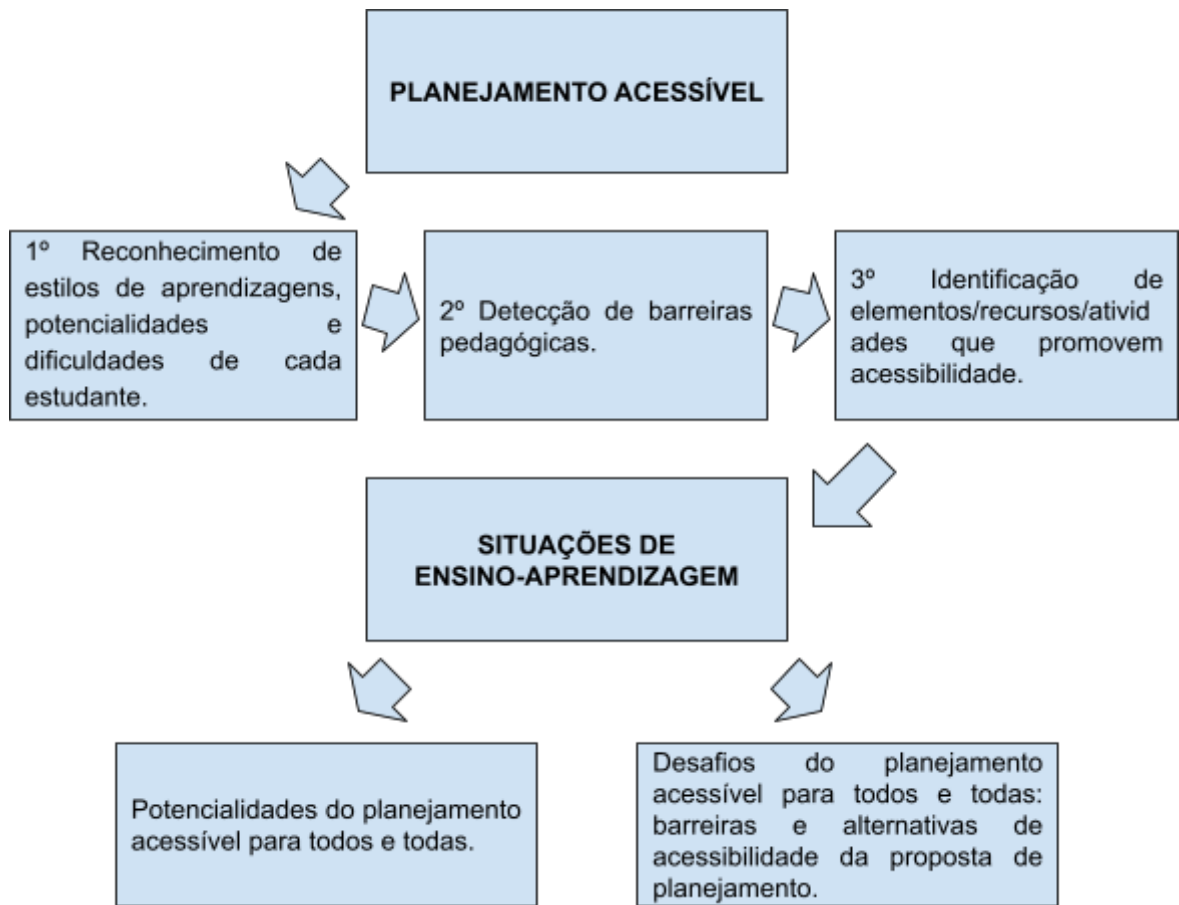 PLANEJAMENTO ACESSÍVEL
1º Reconhecimento de
estilos de aprendizagens,
potencialidades e
dificuldades de cada
estudante.
2º Detecção de barreiras
pedagógicas.
3º Identificação de
elementos/recursos/ativid
ades que promovem
acessibilidade.
SITUAÇÕES DE
ENSINO-APRENDIZAGEM
Potencialidades do planejamento
acessível para todos e todas.
Desafios do planejamento
acessível para todos e todas:
barreiras e alternativas de
acessibilidade da proposta de
planejamento.